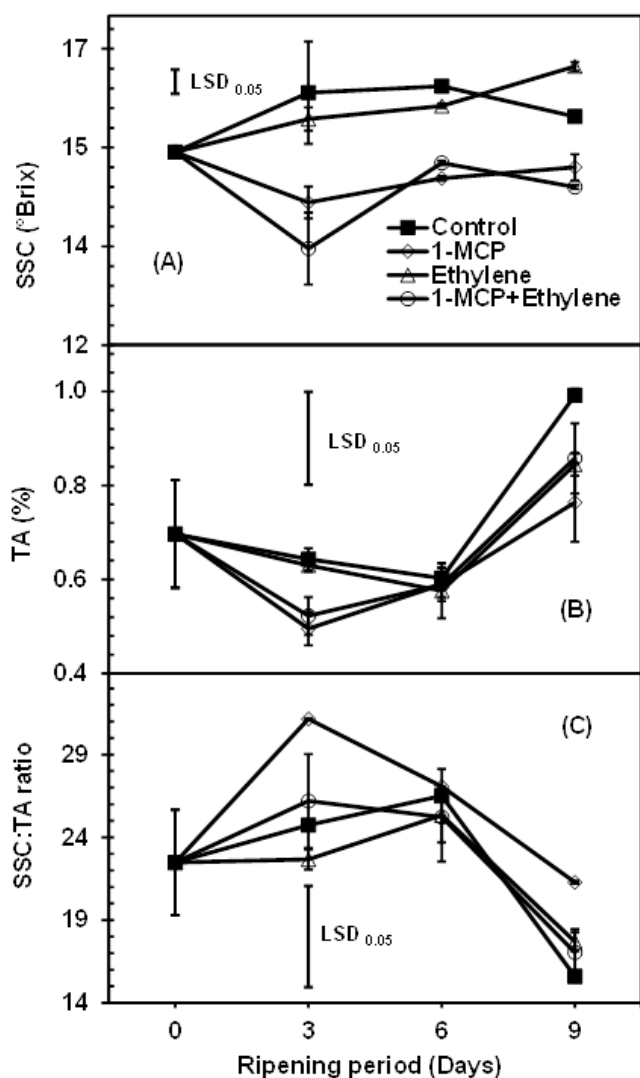 17
LSD 0.05
15
SSC (°Brix)
Control
1-MCP
(A)
14
Ethylene
1-MCP+Ethylene
12
1.0
LSD 0.05
0.8
TA (%)
0.6
(B)
0.4
(C)
29
SSC:TA ratio
24
19
LSD 0.05
14
0 3 6 9
Ripening period (Days)